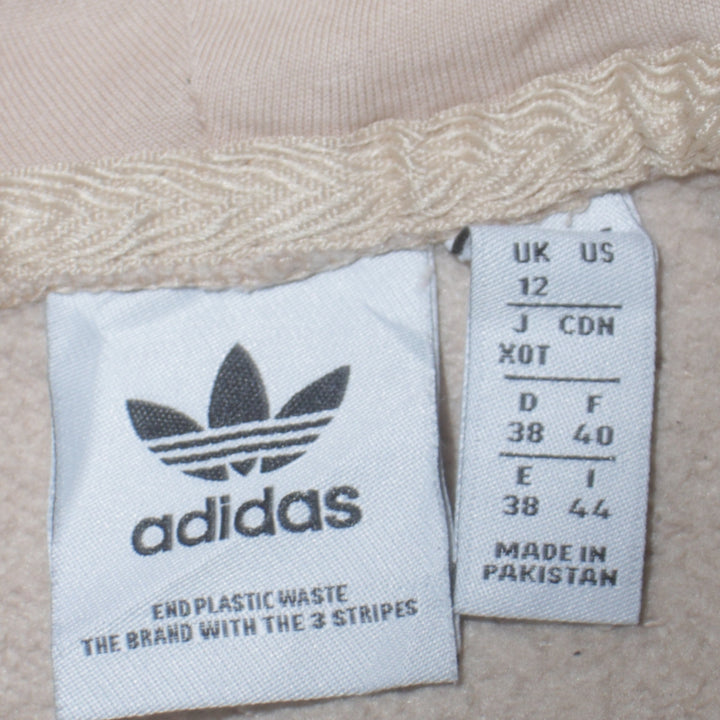 adidas
END PLASTIC WASTE
THE BRAND WITH THE 3 STRIPES
UK US
12
J CDN
XOT
D F
38 40
E I
38 44
MADE IN
PAKISTAN